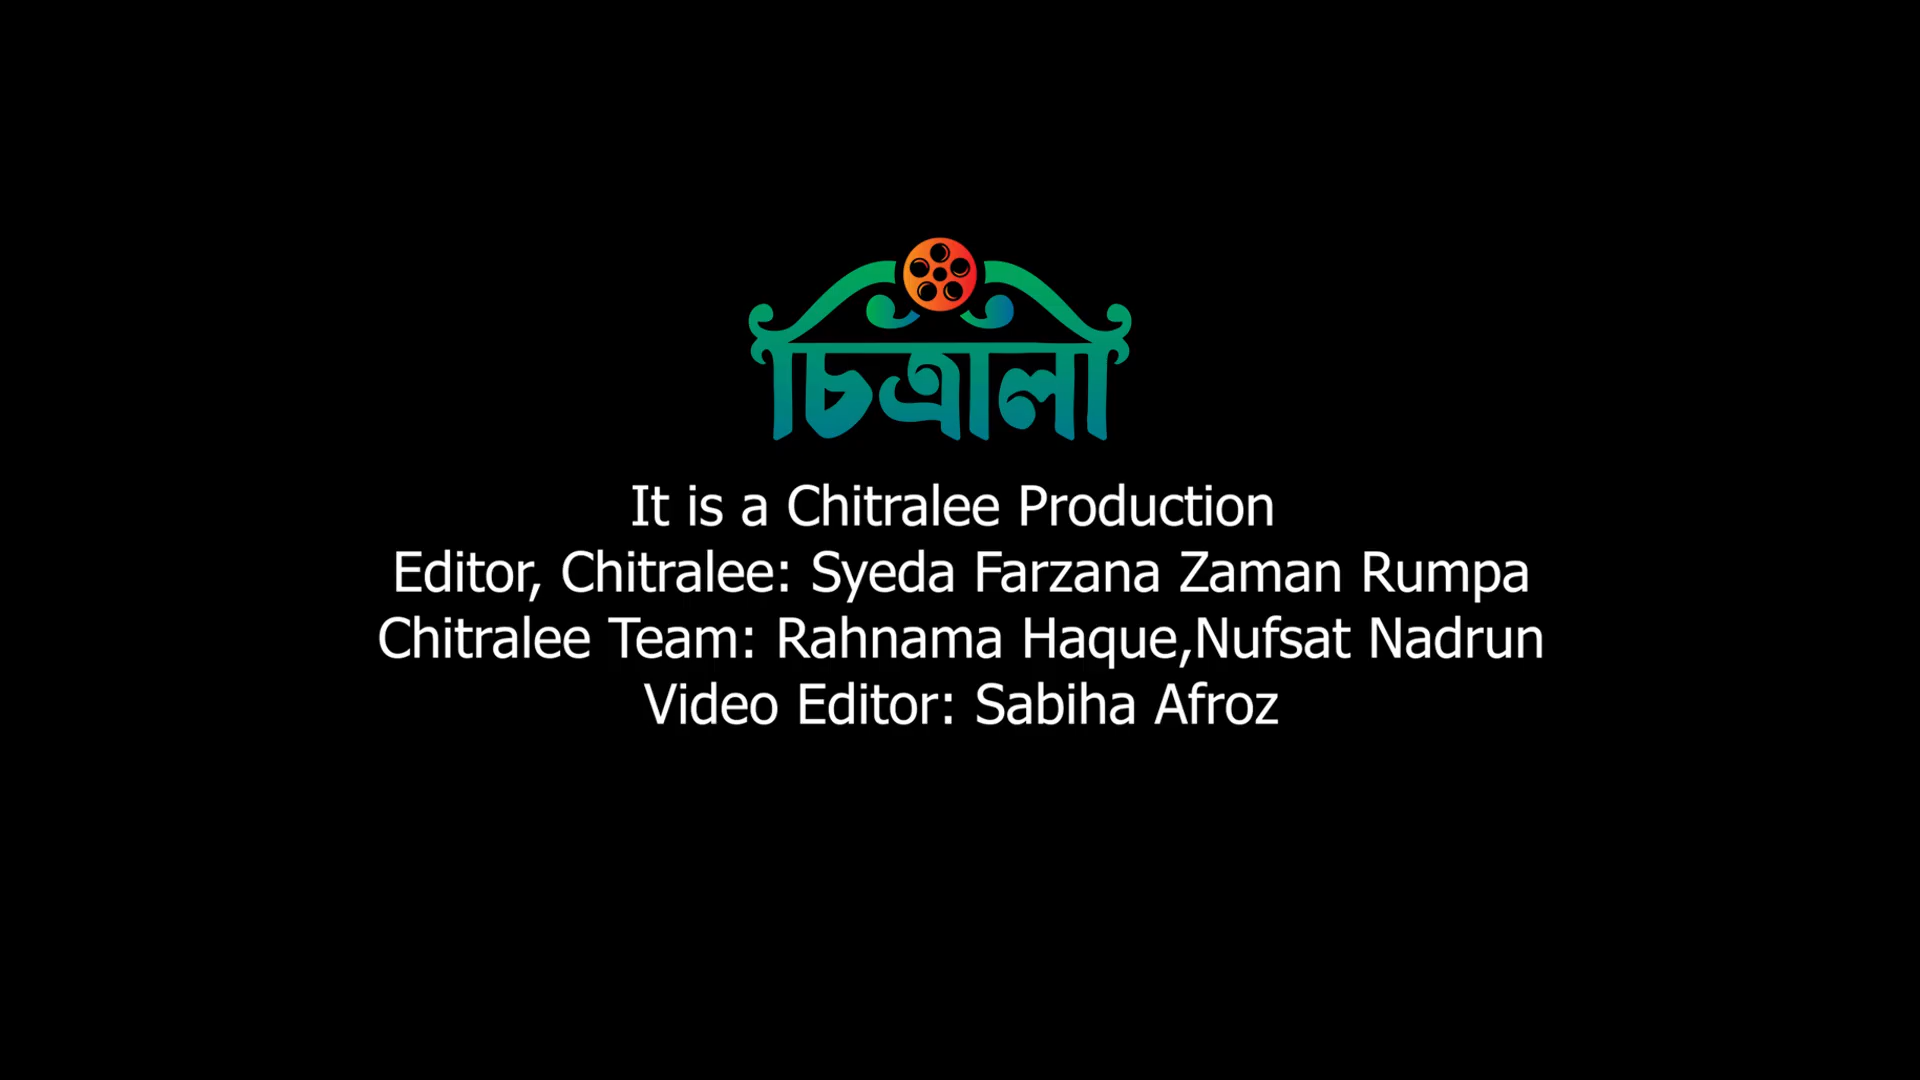 চিত্রালী
It is a Chitralee Production
Editor, Chitralee: Syeda Farzana Zaman Rumpa
Chitralee Team: Rahnama Haque,Nufsat Nadrun
Video Editor: Sabiha Afroz